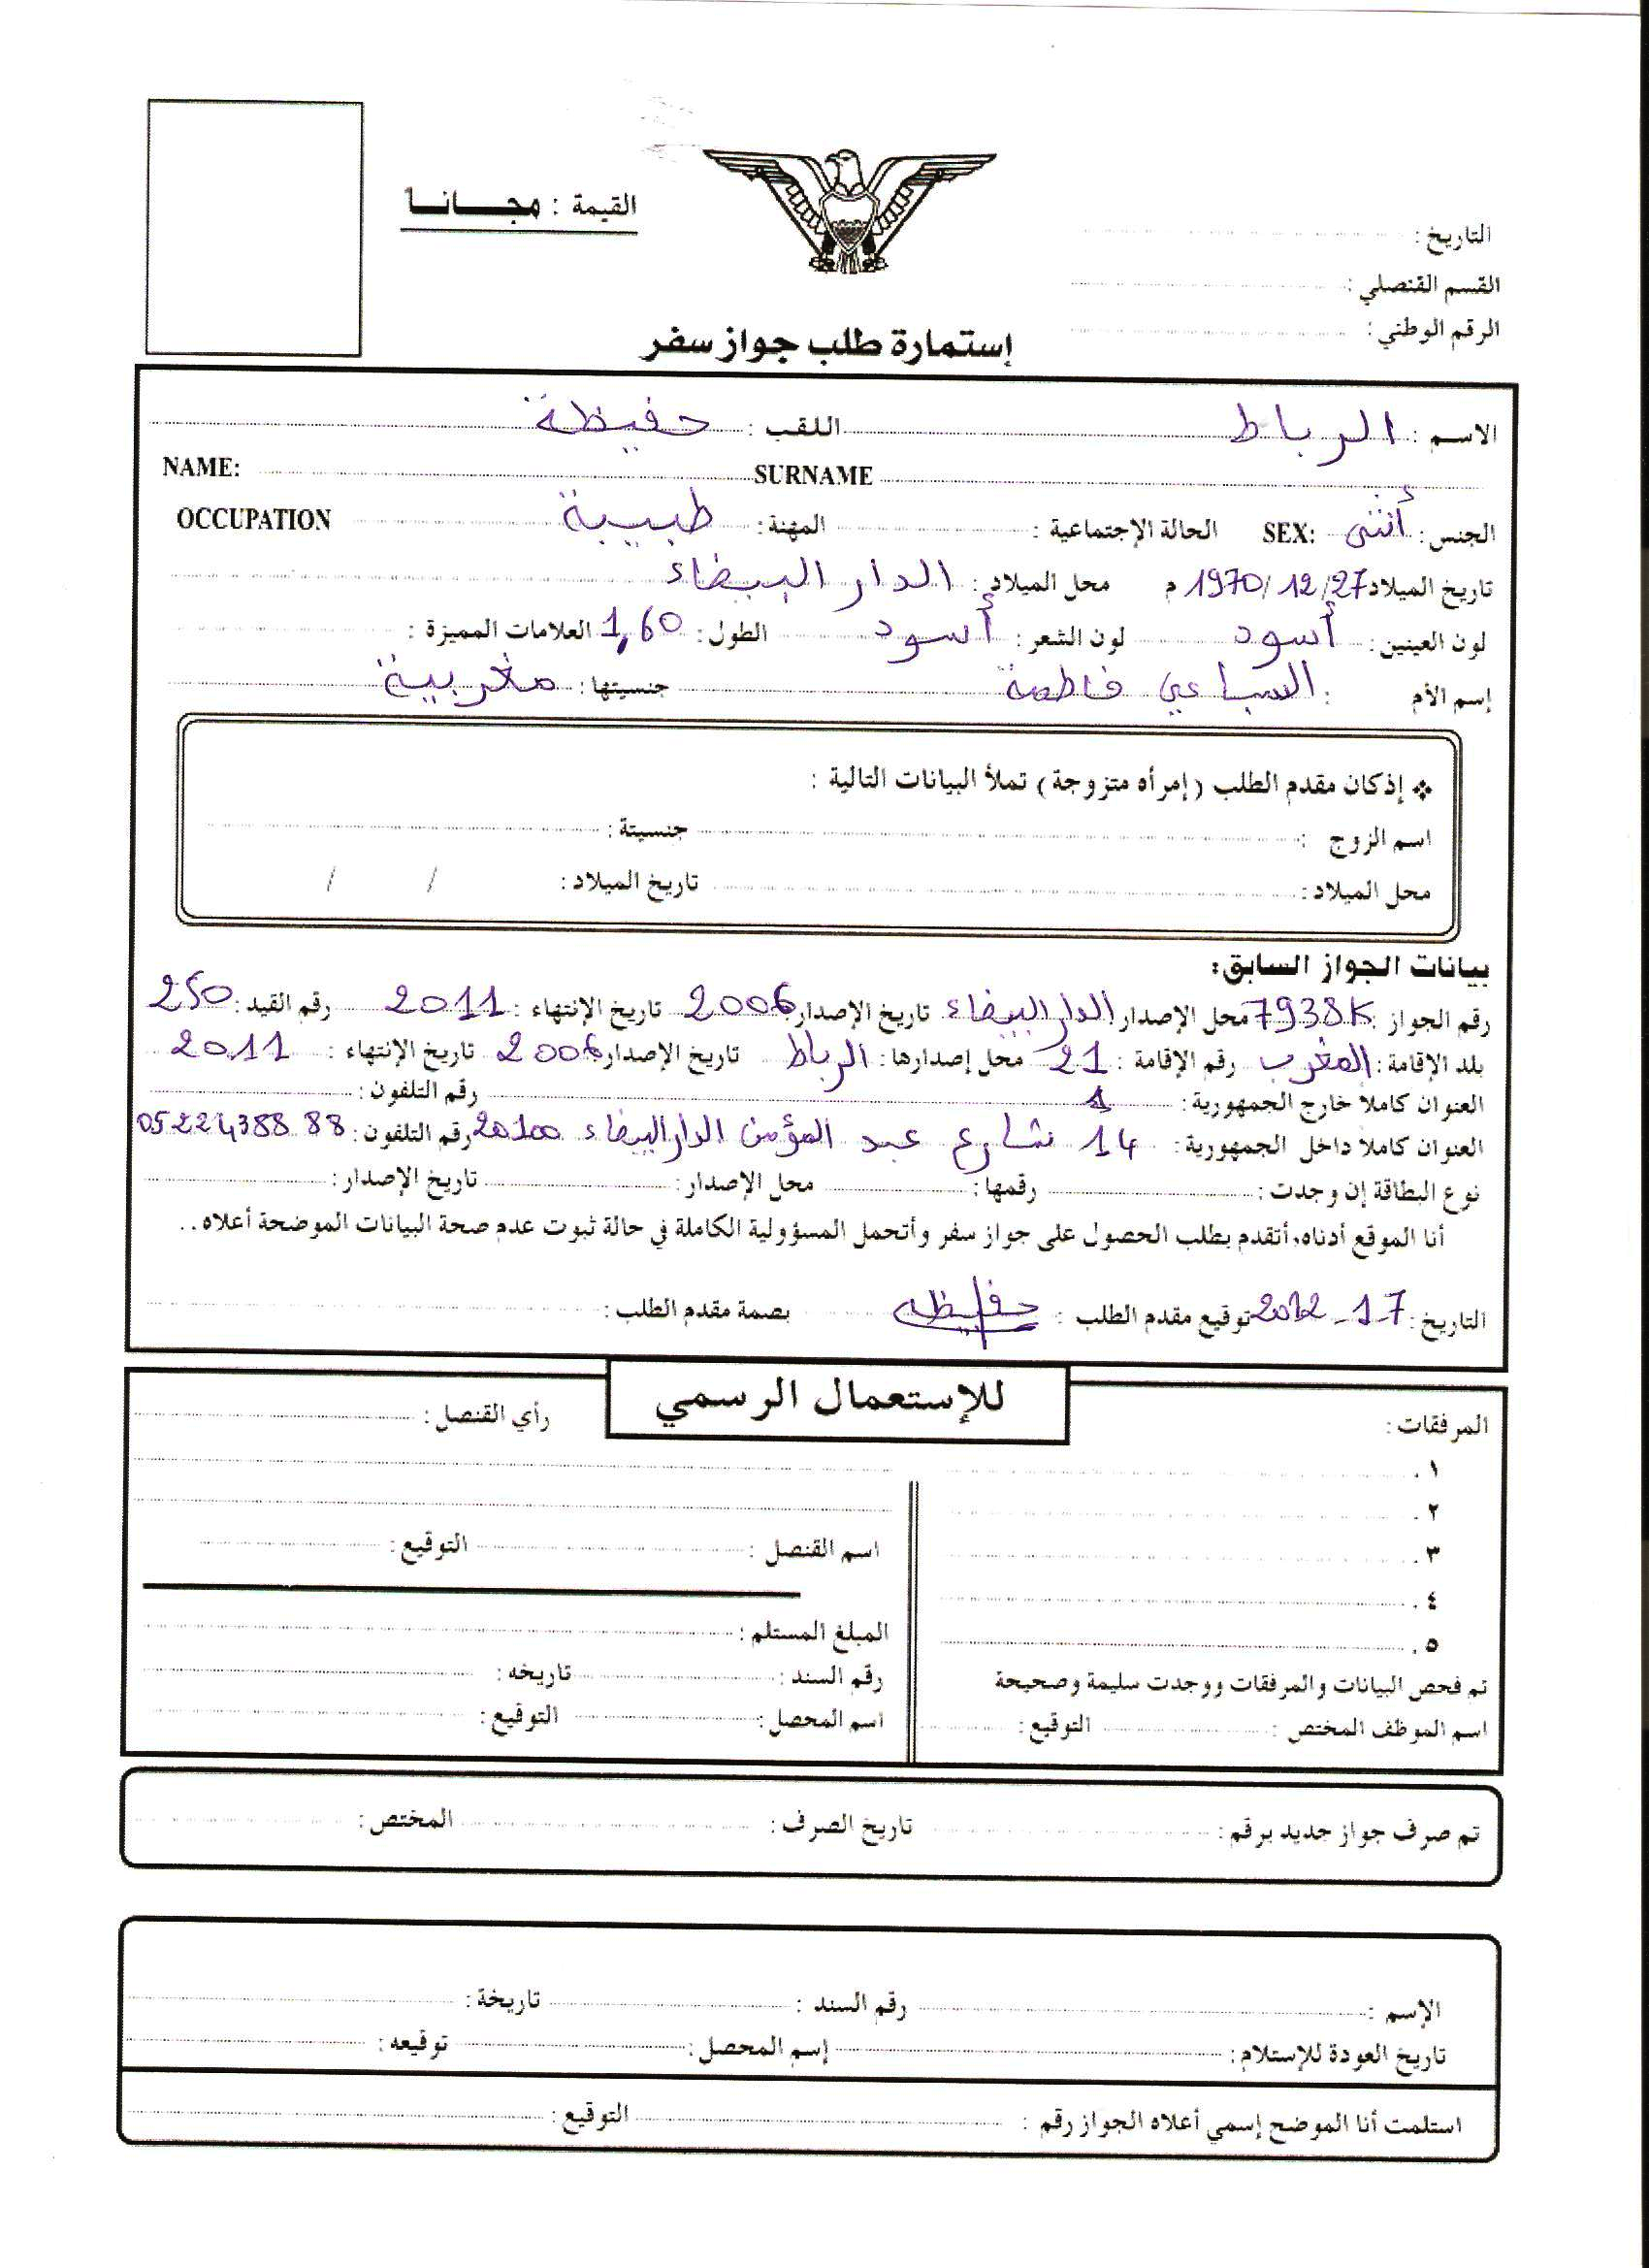 القيمة : مجـــانـــا
التاريخ:
القسم القنصلي:
الرقم الوطني:
إستمارة طلب جواز سفر
الاسم : الرباط اللقب : حفيظة
NAME: SURNAME
الجنس: أنثى SEX: الحالة الإجتماعية : المهنة: طبيبة OCCUPATION
تاريخ الميلاد 27/12/1970 م محل الميلاد : الدار البيضاء
لون العينين: أسود لون الشعر: أسود الطول: 1,60 العلامات المميزة :
إسم الأم : السباعي فاطمة جنسيتها: مغربية
❖ إذكان مقدم الطلب (إمرأه متزوجة) تملأ البيانات التالية :
اسم الزوج : جنسيتة:
محل الميلاد: تاريخ الميلاد: / /
بيانات الجواز السابق:
رقم الجواز: 7938K محل الإصدار الدار البيضاء تاريخ الإصدار 2006 تاريخ الإنتهاء : 2011 رقم القيد: 250
بلد الإقامة: المغرب رقم الإقامة : 21 محل إصدارها: الرباط تاريخ الإصدار 2006 تاريخ الإنتهاء : 2011
العنوان كاملا خارج الجمهورية: 1 رقم التلفون:
العنوان كاملا داخل الجمهورية: 14 شارع عبد المؤمن الدار البيضاء 20100 رقم التلفون: 0522438888
نوع البطاقة إن وجدت: رقمها: محل الإصدار: تاريخ الإصدار:
أنا الموقع أدناه، أتقدم بطلب الحصول على جواز سفر وأتحمل المسؤولية الكاملة في حالة ثبوت عدم صحة البيانات الموضحة أعلاه..
التاريخ: 7-1-2012 توقيع مقدم الطلب : حفيظة بصمة مقدم الطلب :
للإستعمال الرسمي
المرفقات:
١.
٢.
٣.
٤.
٥.
تم فحص البيانات والمرفقات ووجدت سليمة وصحيحة
اسم الموظف المختص : التوقيع:
رأي القنصل:
اسم القنصل : التوقيع:
المبلغ المستلم:
رقم السند : تاريخه:
اسم المحصل: التوقيع:
تم صرف جواز جديد برقم: تاريخ الصرف: المختص:
الإسم : رقم السند : تاريخة:
تاريخ العودة للإستلام: إسم المحصل: توقيعه:
استلمت أنا الموضح إسمي أعلاه الجواز رقم : التوقيع: